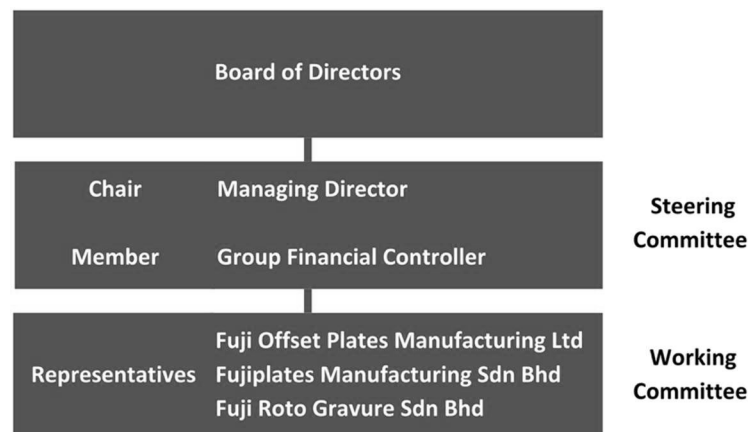 Board of Directors
Chair Managing Director
Member Group Financial Controller
Steering
Committee
Fuji Offset Plates Manufacturing Ltd
Representatives Fujiplates Manufacturing Sdn Bhd
Fuji Roto Gravure Sdn Bhd
Working
Committee